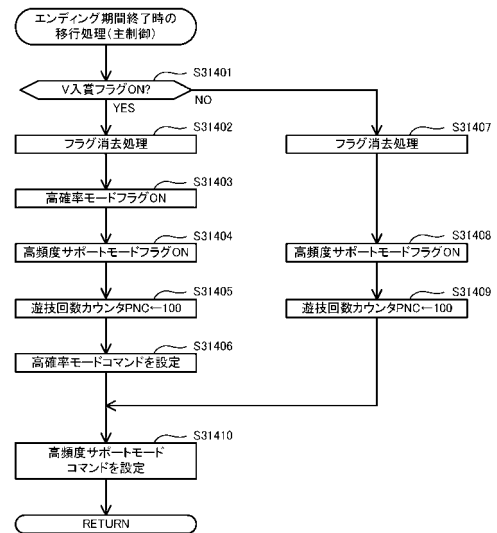 エンディング期間終了時の
移行処理(主制御)
S31401
V入賞フラグON?
YES
NO
S31402
フラグ消去処理
S31403
高確率モードフラグON
S31404
高頻度サポートモードフラグON
S31405
遊技回数カウンタPNC←100
S31406
高確率モードコマンドを設定
S31407
フラグ消去処理
S31408
高頻度サポートモードフラグON
S31409
遊技回数カウンタPNC←100
S31410
高頻度サポートモード
コマンドを設定
RETURN